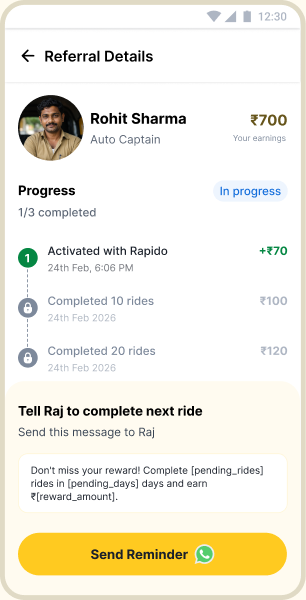 12:30
Referral Details
Rohit Sharma
₹700
Auto Captain
Your earnings
Progress
In progress
1/3 completed
1
Activated with Rapido
+₹70
24th Feb, 6:06 PM
Completed 10 rides
₹100
24th Feb 2026
Completed 20 rides
₹120
24th Feb 2026
Tell Raj to complete next ride
Send this message to Raj
Don't miss your reward! Complete [pending_rides]
rides in [pending_days] days and earn
₹[reward_amount].
Send Reminder